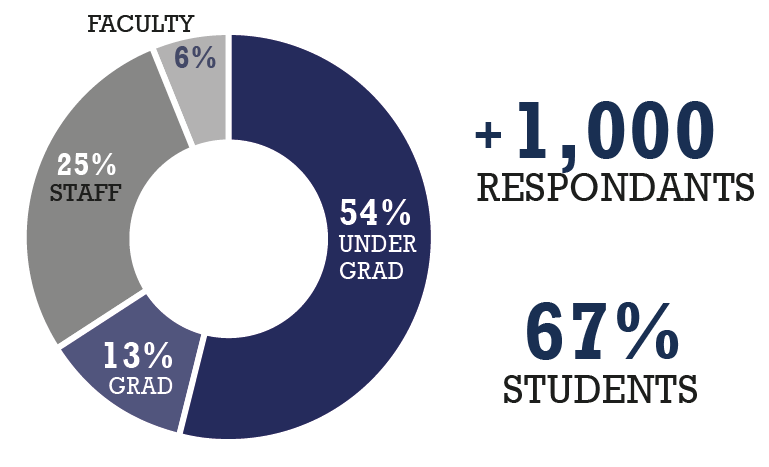 FACULTY
6%
25%
STAFF
54%
UNDER
GRAD
13%
GRAD
+1,000
RESPONDANTS
67%
STUDENTS